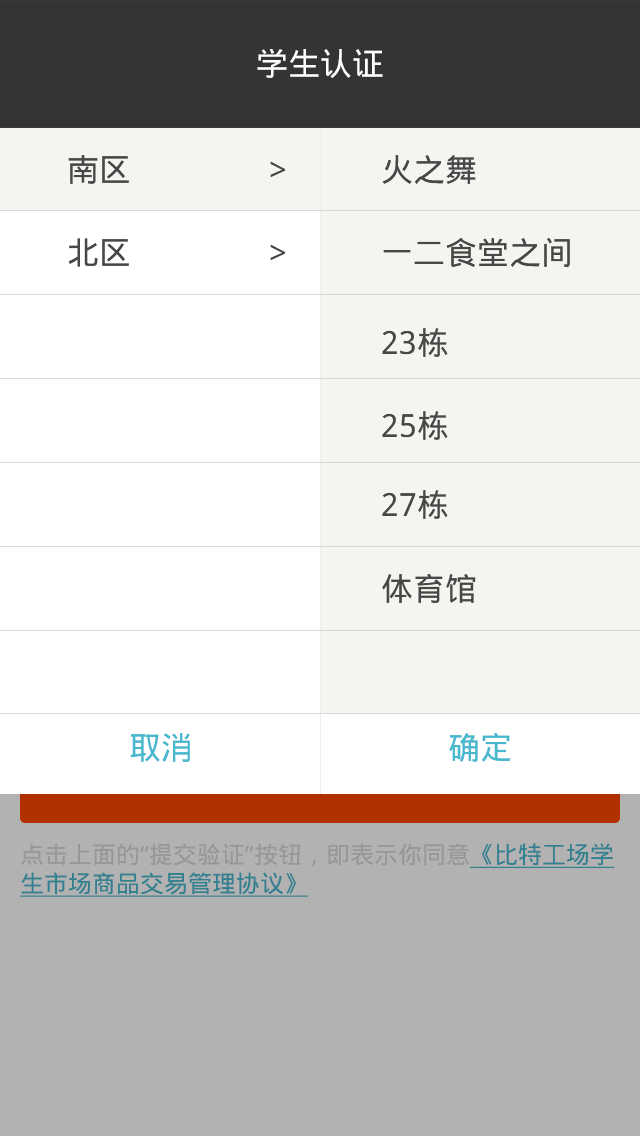 学生认证
南区 > 火之舞
北区 > 一二食堂之间
23栋
25栋
27栋
体育馆
取消 确定
点击上面的“提交验证”按钮，即表示你同意《比特工场学
生市场商品交易管理协议》